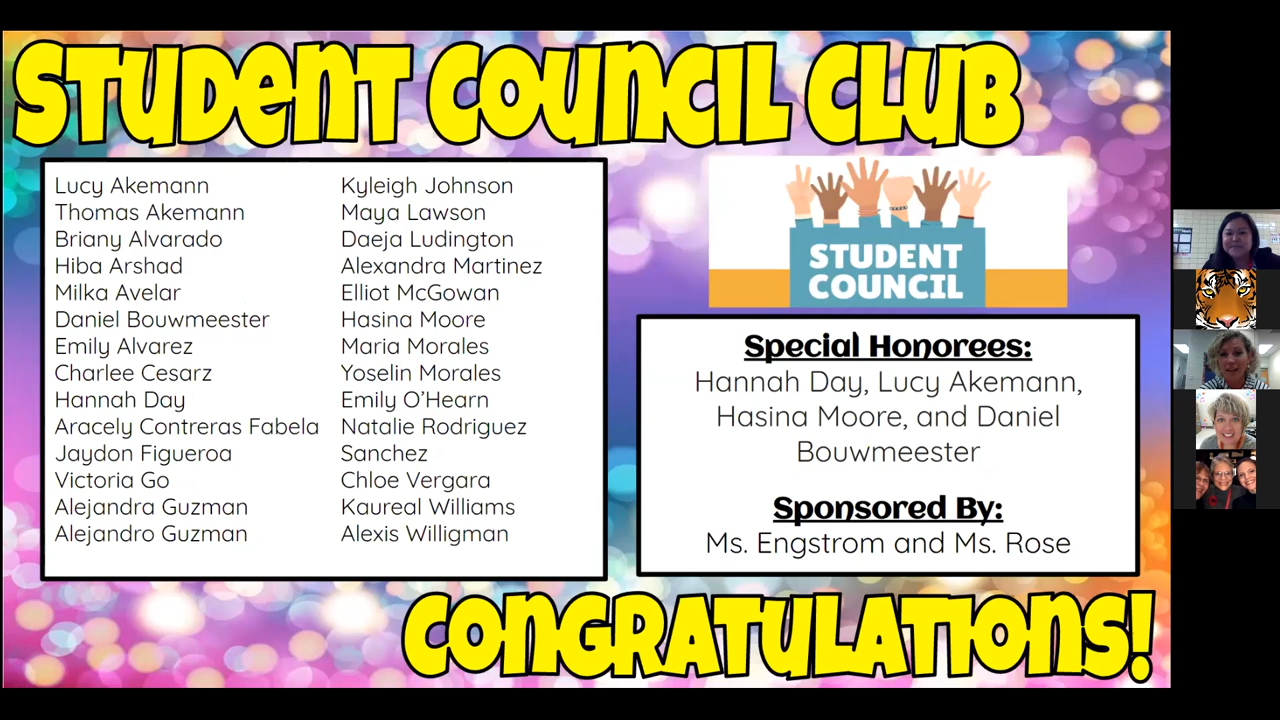 STUDENT COUNCIL CLUB
Lucy Akemann
Thomas Akemann
Briany Alvarado
Hiba Arshad
Milka Avelar
Daniel Bouwmeester
Emily Alvarez
Charlee Cesarz
Hannah Day
Aracely Contreras Fabela
Jaydon Figueroa
Victoria Go
Alejandra Guzman
Alejandro Guzman
Kyleigh Johnson
Maya Lawson
Daeja Ludington
Alexandra Martinez
Elliot McGowan
Hasina Moore
Maria Morales
Yoselin Morales
Emily O’Hearn
Natalie Rodriguez
Sanchez
Chloe Vergara
Kaureal Williams
Alexis Willigman
STUDENT
COUNCIL
Special Honorees:
Hannah Day, Lucy Akemann,
Hasina Moore, and Daniel
Bouwmeester
Sponsored By:
Ms. Engstrom and Ms. Rose
CONGRATULATIONS!